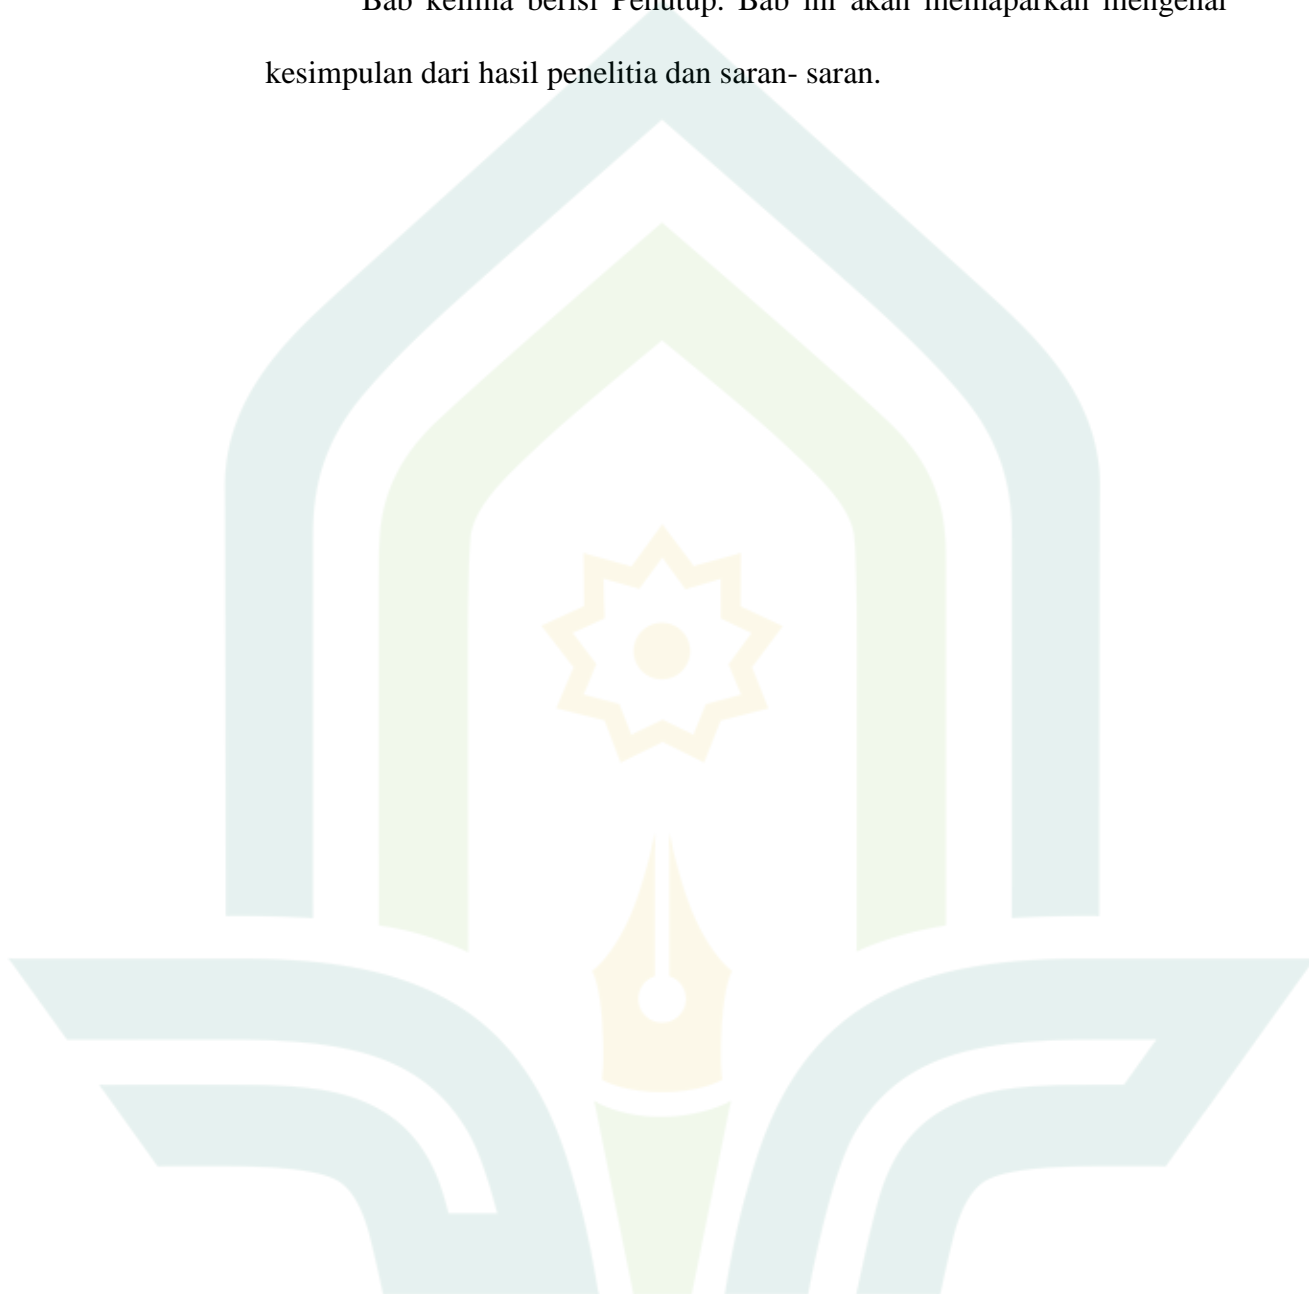 Bab kelima berisi Penutup. Bab ini akan memaparkan mengenai
kesimpulan dari hasil penelitia dan saran- saran.